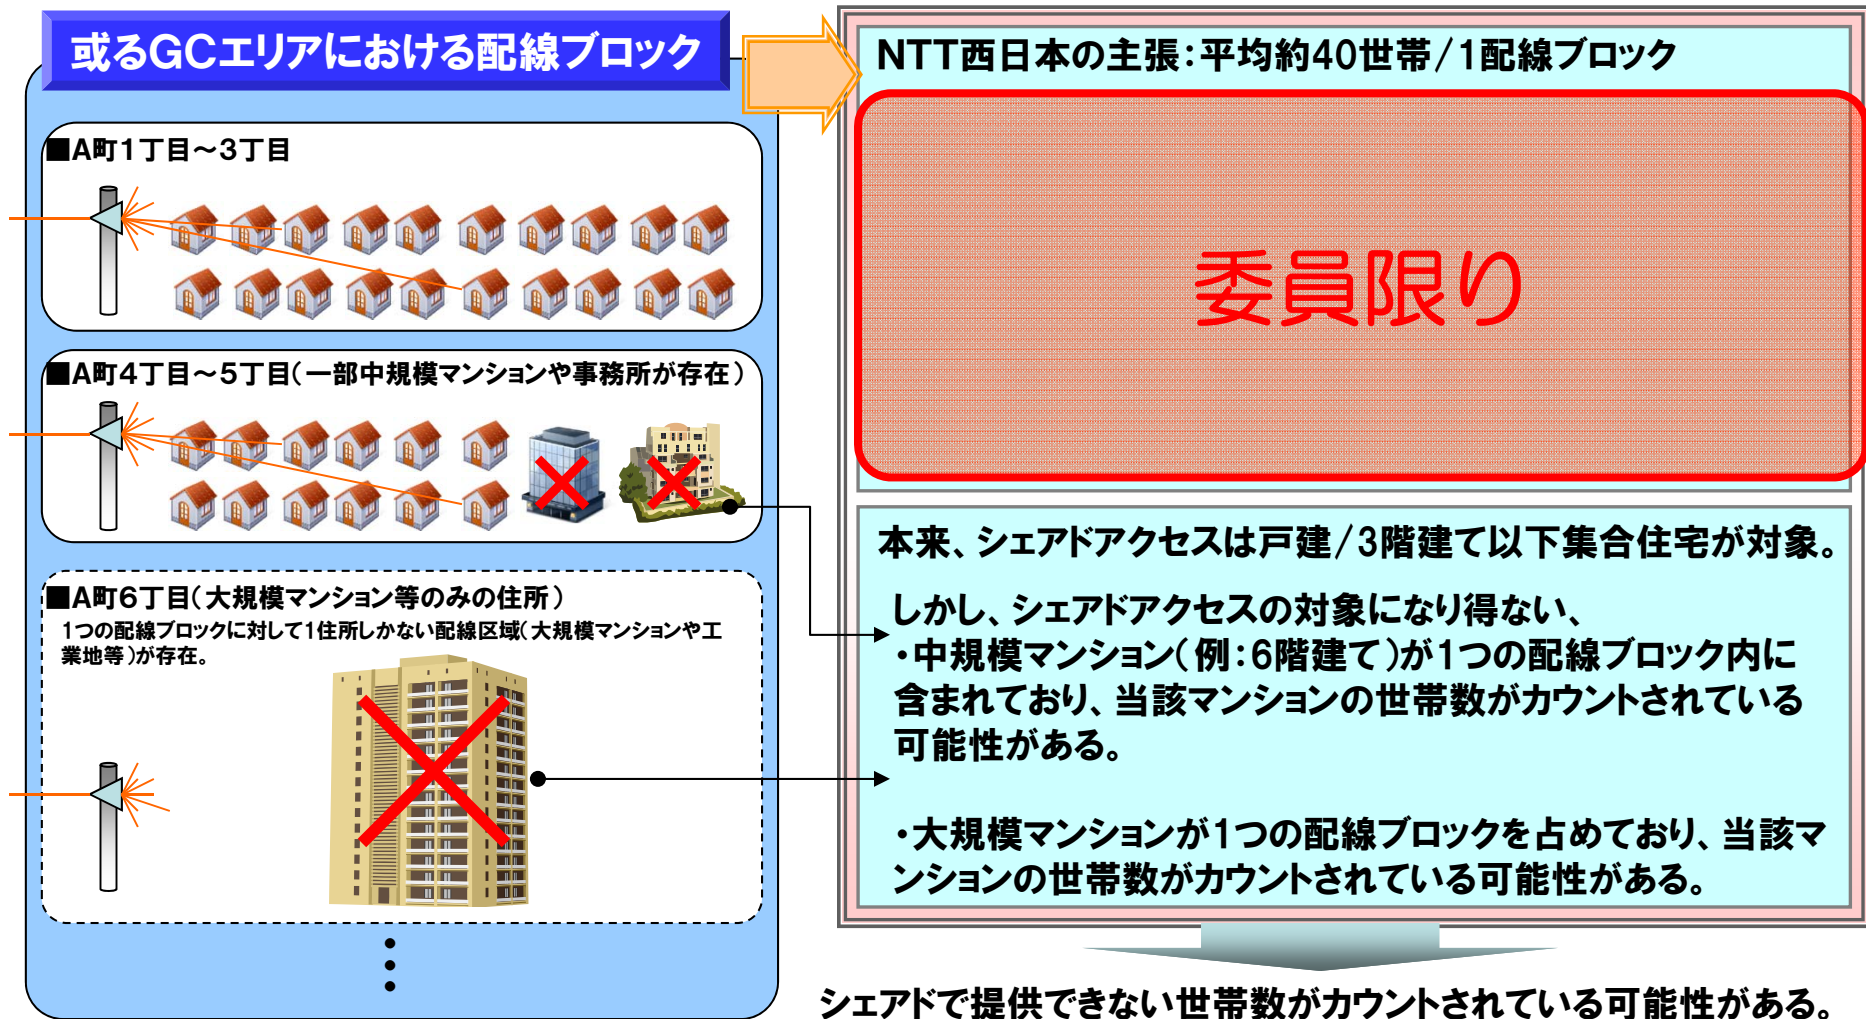 或るGCエリアにおける配線ブロック
■A町1丁目～3丁目
■A町4丁目～5丁目(一部中規模マンションや事務所が存在)
■A町6丁目(大規模マンション等のみの住所)
1つの配線ブロックに対して1住所しかない配線区域(大規模マンションや工
業地等)が存在。
NTT西日本の主張:平均約40世帯/1配線ブロック
委員限り
本来、シェアドアクセスは戸建/3階建て以下集合住宅が対象。
しかし、シェアドアクセスの対象になり得ない、
・中規模マンション(例:6階建て)が1つの配線ブロック内に
含まれており、当該マンションの世帯数がカウントされている
可能性がある。
・大規模マンションが1つの配線ブロックを占めており、当該マ
ンションの世帯数がカウントされている可能性がある。
シェアドで提供できない世帯数がカウントされている可能性がある。